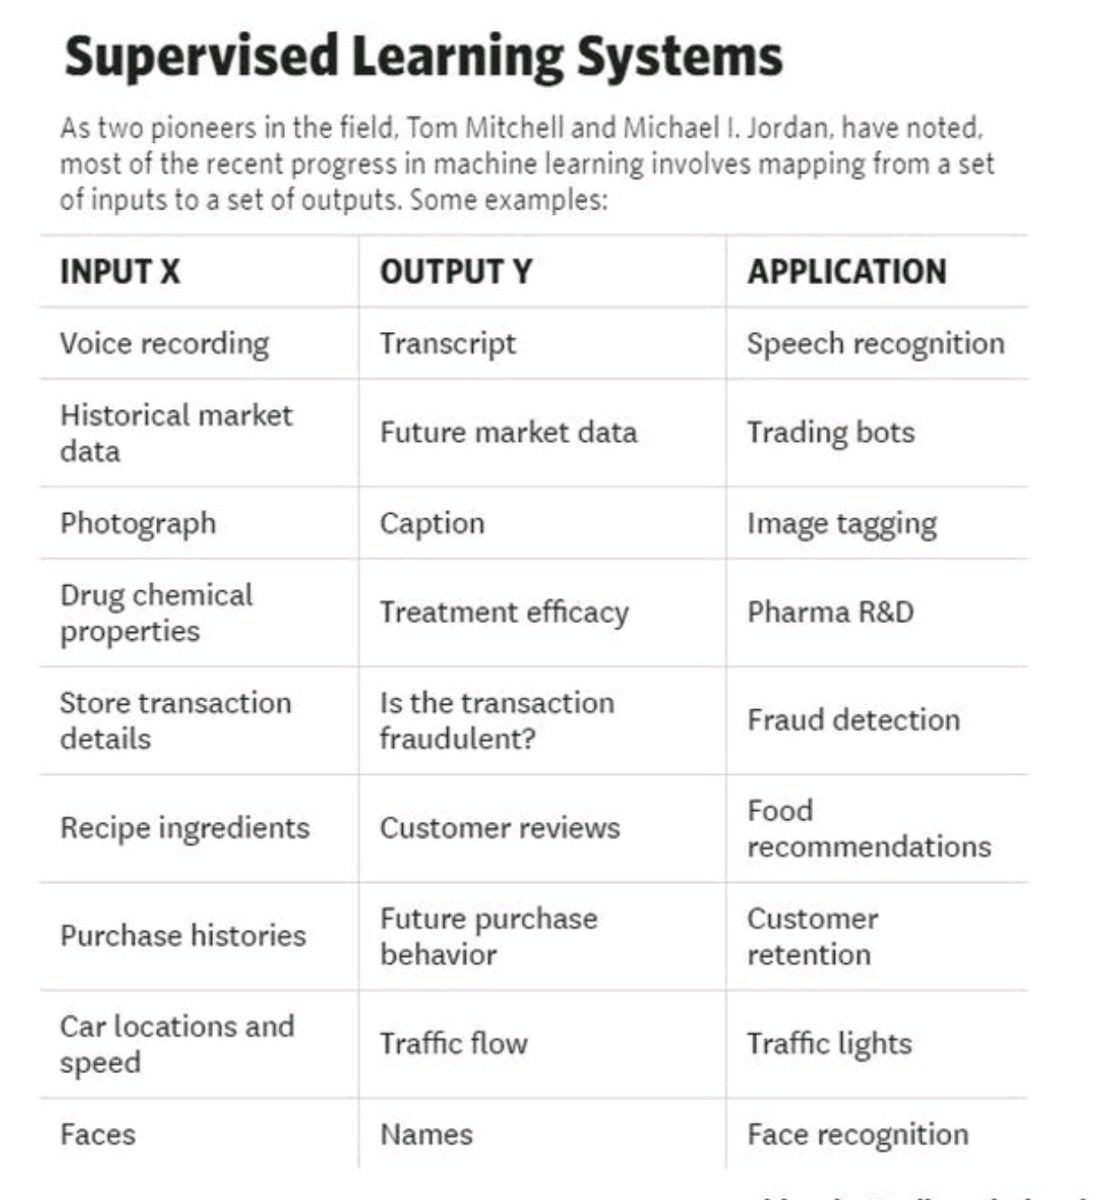 Supervised Learning Systems
As two pioneers in the field, Tom Mitchell and Michael I. Jordan, have noted,
most of the recent progress in machine learning involves mapping from a set
of inputs to a set of outputs. Some examples:
INPUT X OUTPUT Y APPLICATION
Voice recording Transcript Speech recognition
Historical market
data
Future market data
Trading bots
Photograph Caption Image tagging
Drug chemical
properties
Treatment efficacy
Pharma R&D
Store transaction
details
Is the transaction
fraudulent?
Fraud detection
Recipe ingredients
Customer reviews
Food
recommendations
Purchase histories
Future purchase
behavior
Customer
retention
Car locations and
speed
Traffic flow
Traffic lights
Faces Names Face recognition